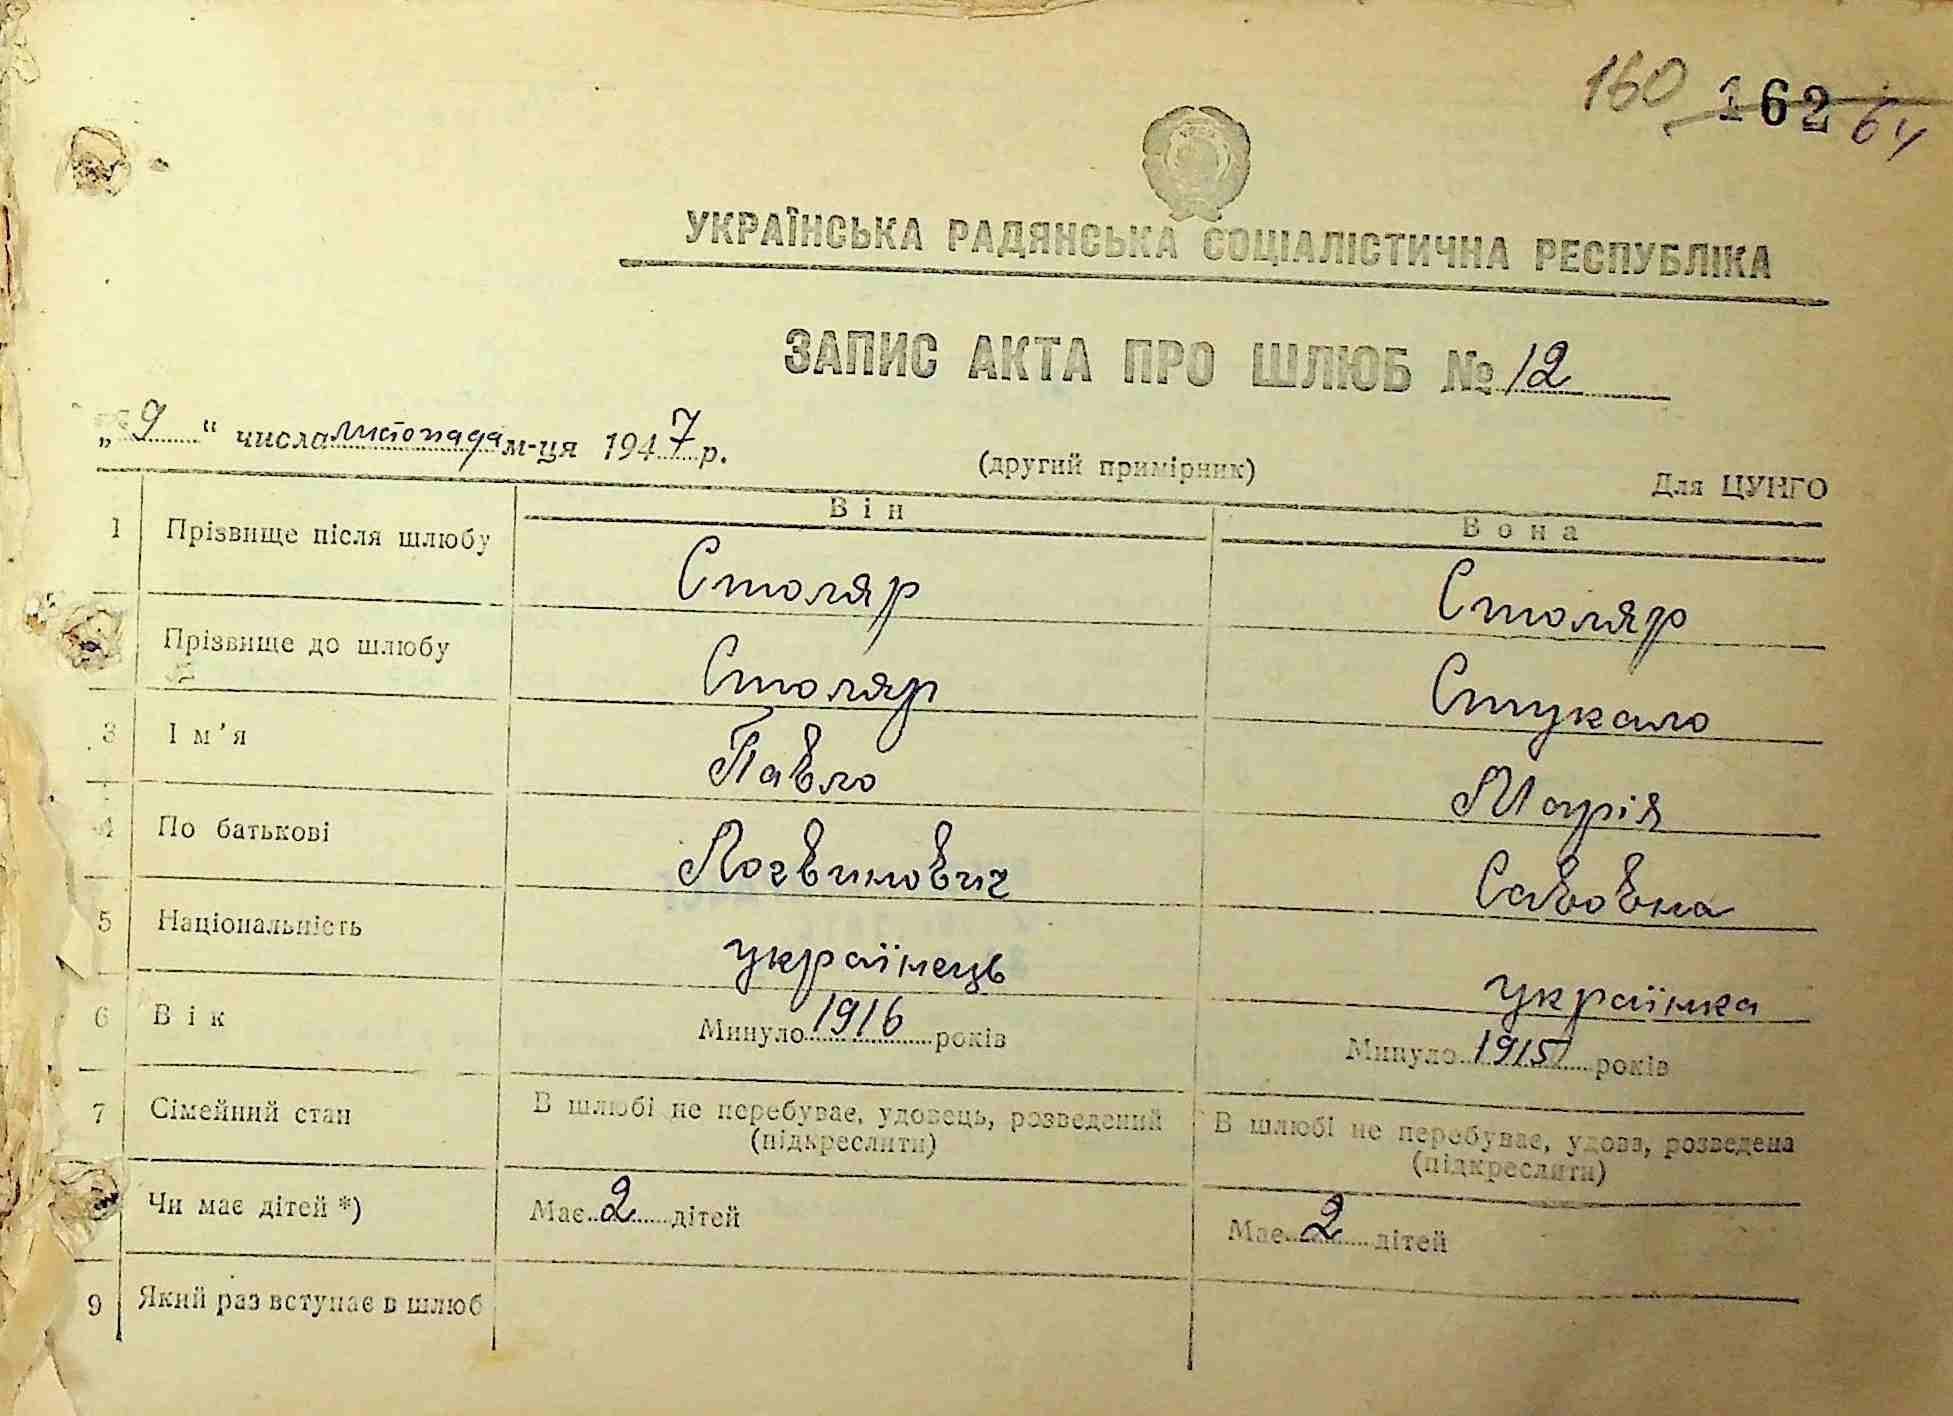 160 162 64
УКРАЇНСЬКА РАДЯНСЬКА СОЦІАЛІСТИЧНА РЕСПУБЛІКА
ЗАПИС АКТА ПРО ШЛЮБ № 12
„ 9 “ числа листопада м-ця 1947 р.
(другий примірник)
Для ЦУНГО
Він Вона
1 Прізвище після шлюбу Столяр Столяр
Прізвище до шлюбу Столяр Стукало
3 Ім’я Павло Марія
4 По батькові Логвинович Савовна
5 Національність українець українка
6 Вік Минуло 1916 років Минуло 1915 років
7 Сімейний стан В шлюбі не перебуває, удовець, розведений В шлюбі не перебуває, удова, розведена
(підкреслити) (підкреслити)
Чи має дітей *) Має 2 дітей Має 2 дітей
9 Який раз вступає в шлюб